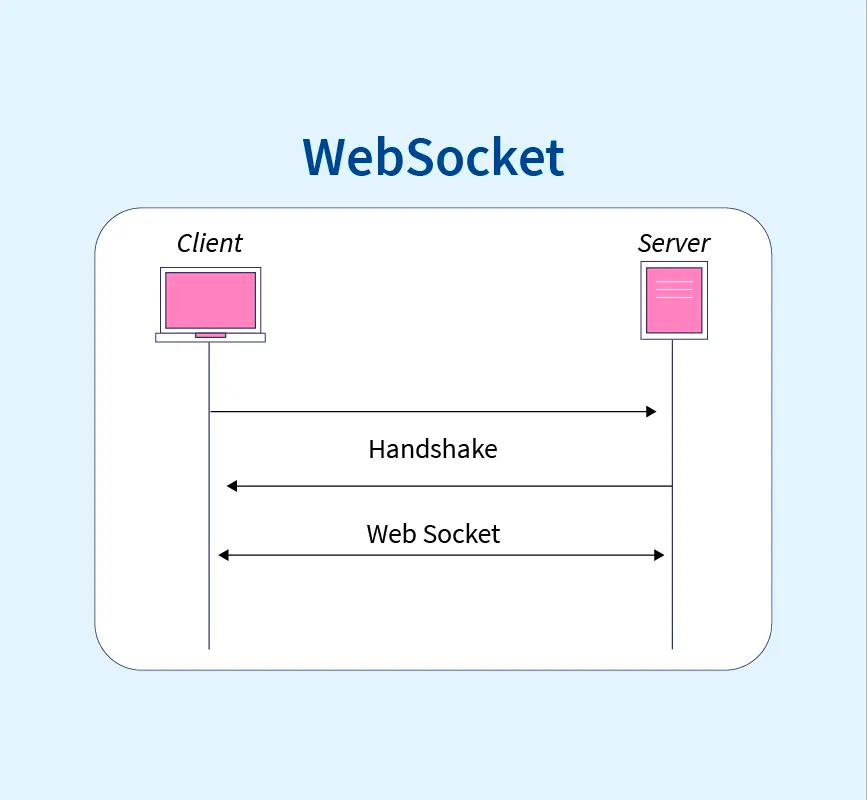 WebSocket
Client
Server
Handshake
Web Socket